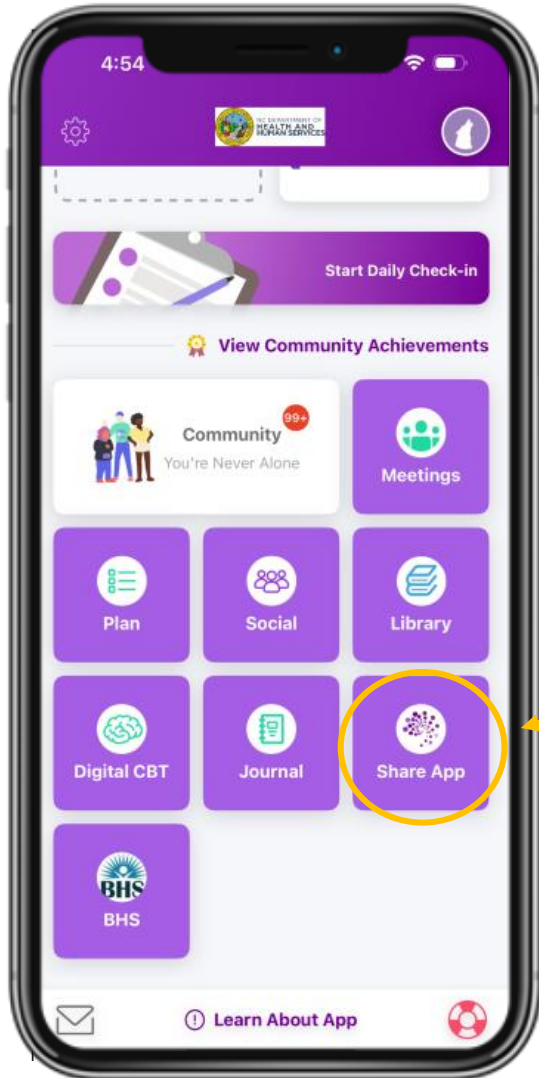 4:54
NC DEPARTMENT OF
HEALTH AND
HUMAN SERVICES
Start Daily Check-in
View Community Achievements
99+
Community
You're Never Alone
Meetings
Plan
Social
Library
Digital CBT
Journal
Share App
BHS
BHS
Learn About App